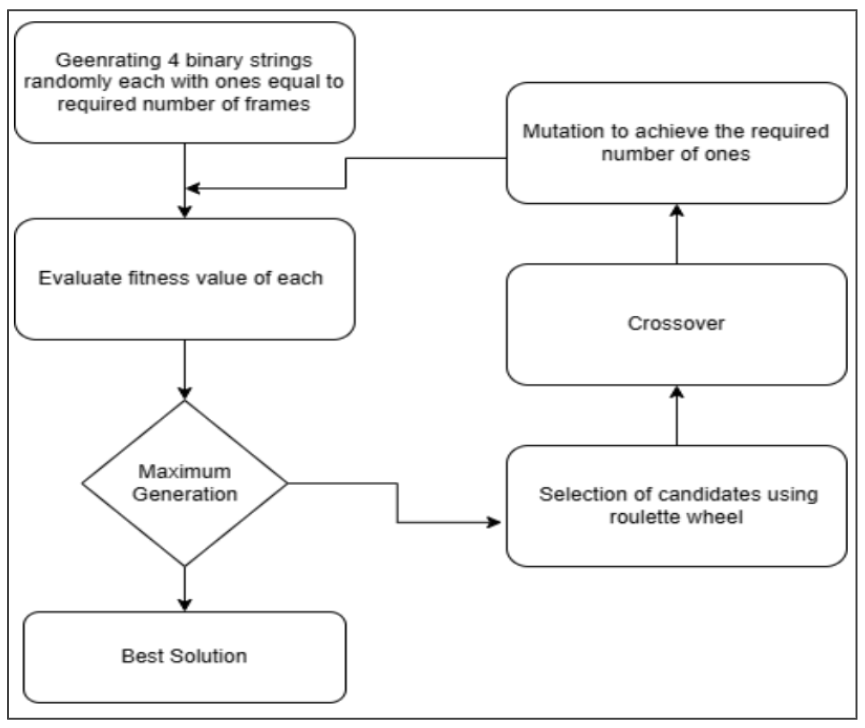 Geenrating 4 binary strings
randomly each with ones equal to
required number of frames
Evaluate fitness value of each
Maximum
Generation
Best Solution
Selection of candidates using
roulette wheel
Crossover
Mutation to achieve the required
number of ones